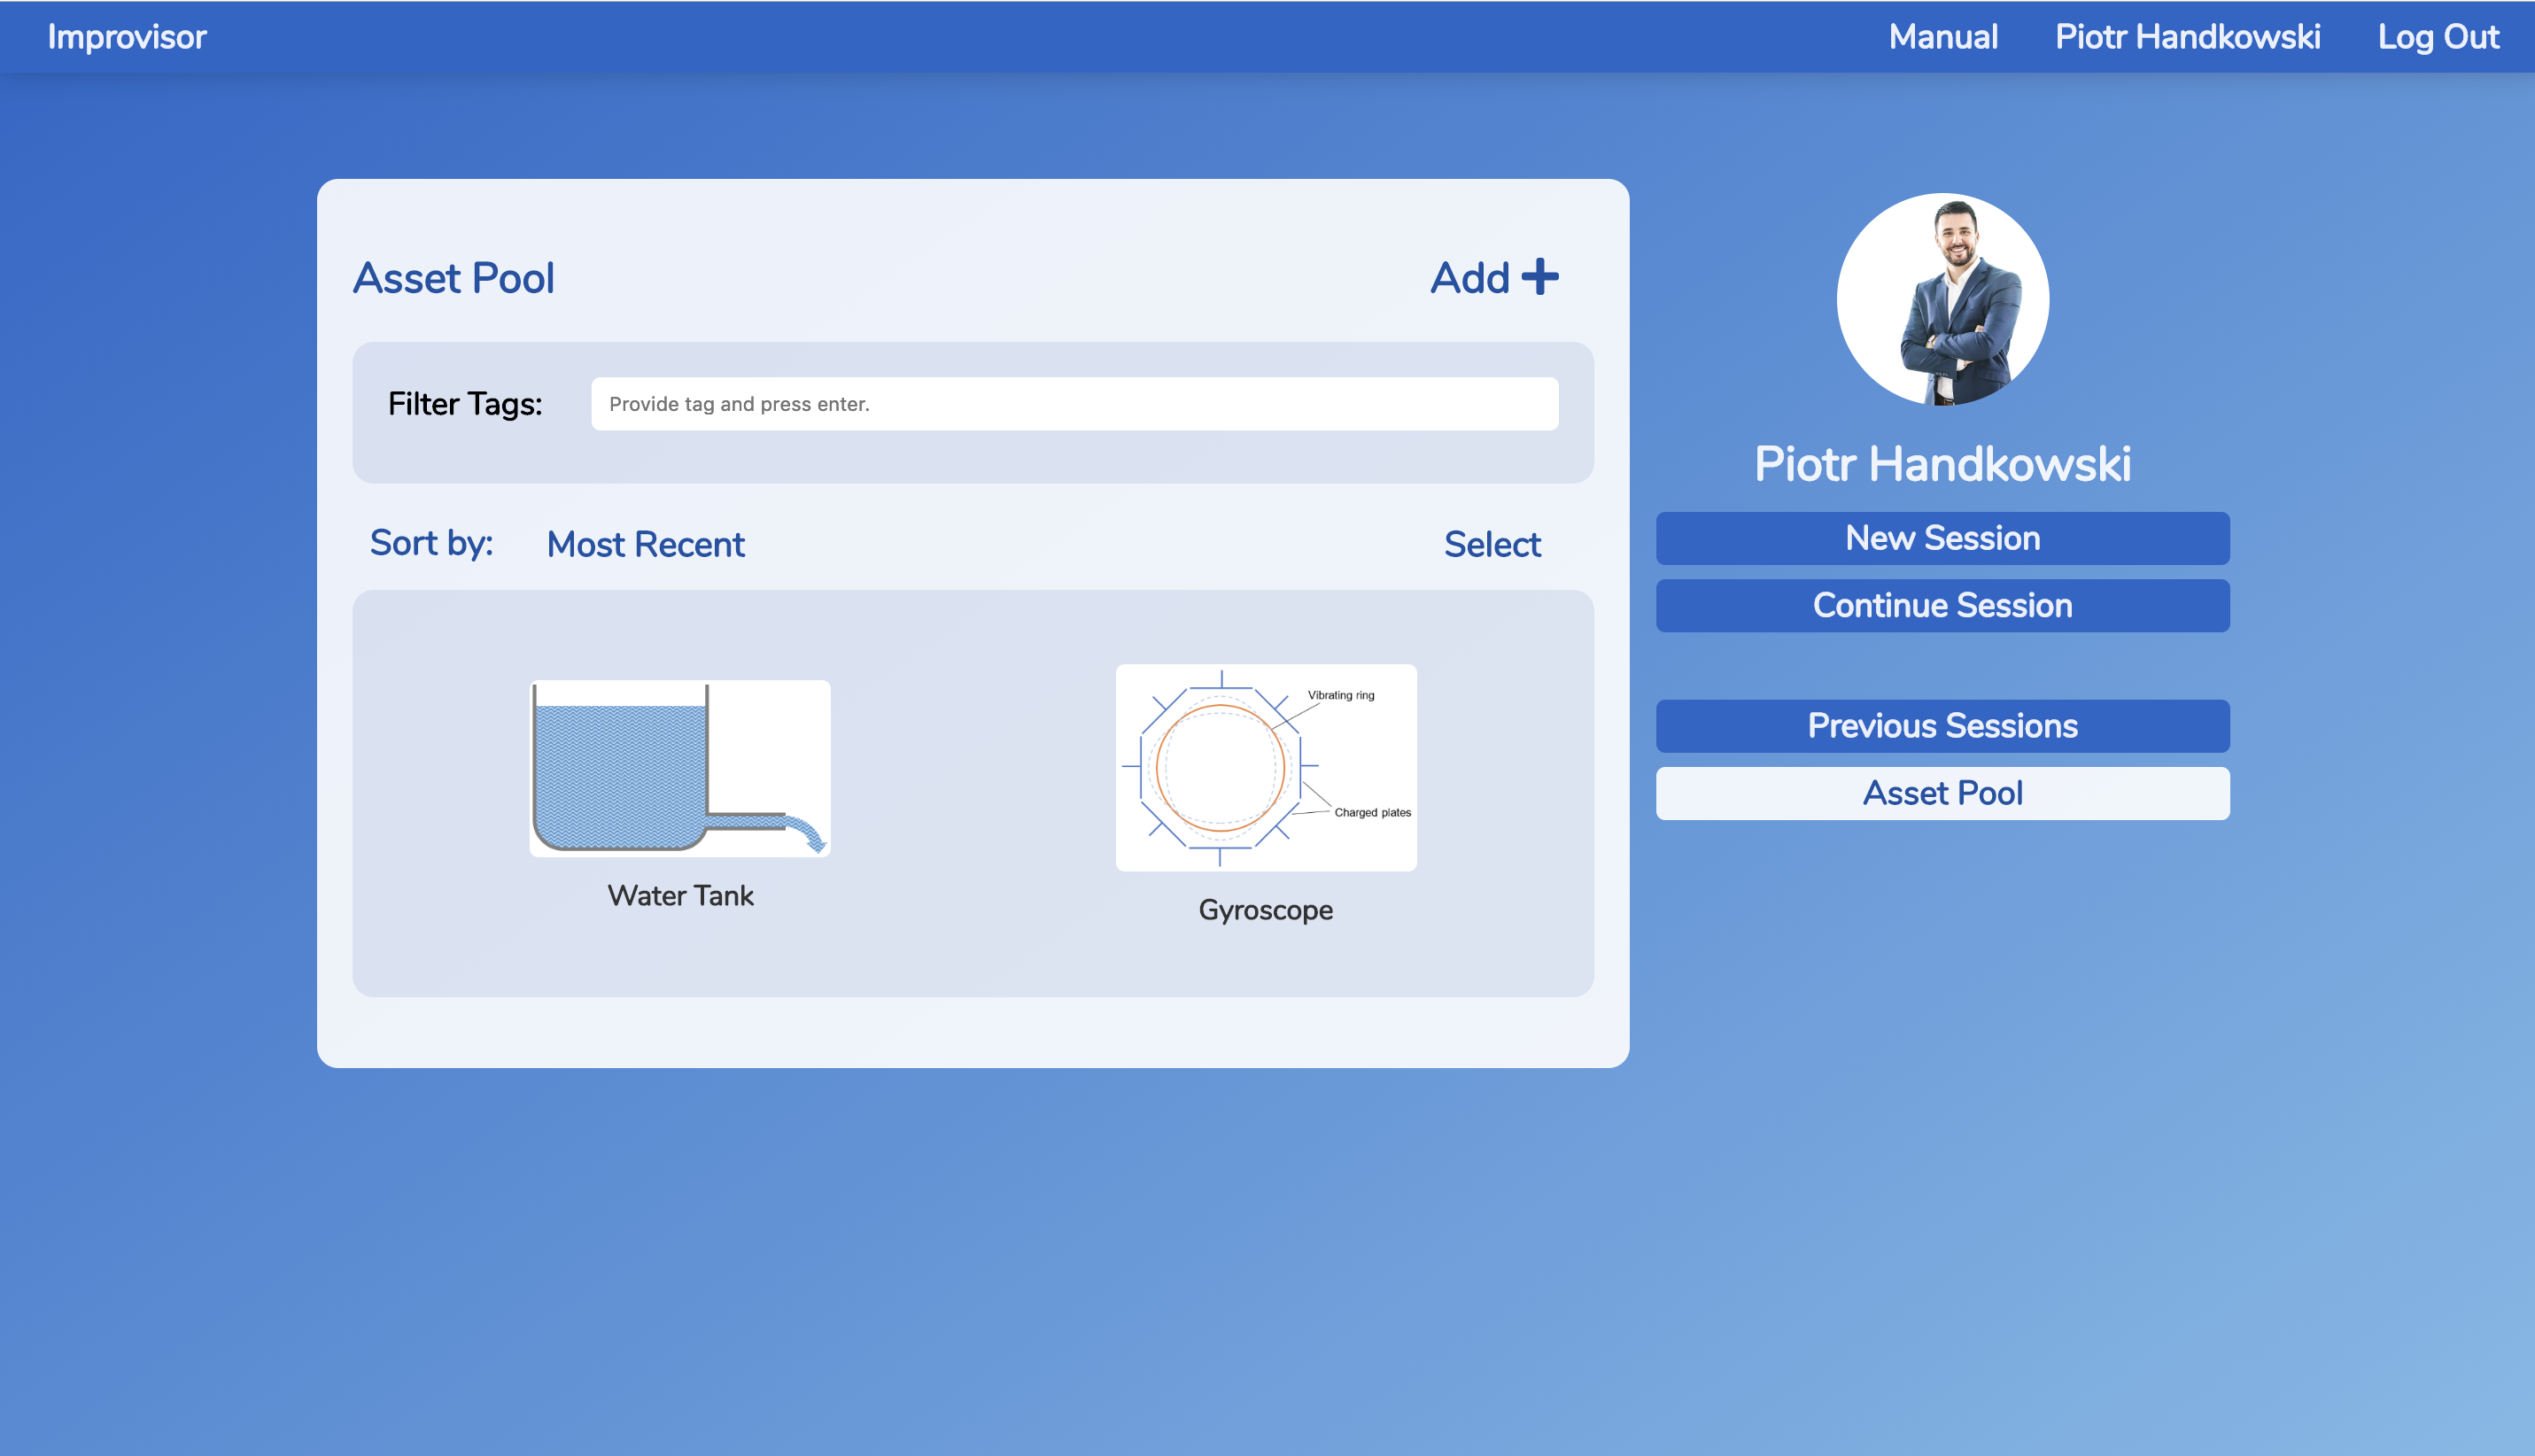 Improvisor
Manual
Piotr Handkowski
Log Out
Asset Pool
Add
Filter Tags:
Provide tag and press enter.
Sort by:
Most Recent
Select
Vibrating ring
Charged plates
Water Tank
Gyroscope
Piotr Handkowski
New Session
Continue Session
Previous Sessions
Asset Pool